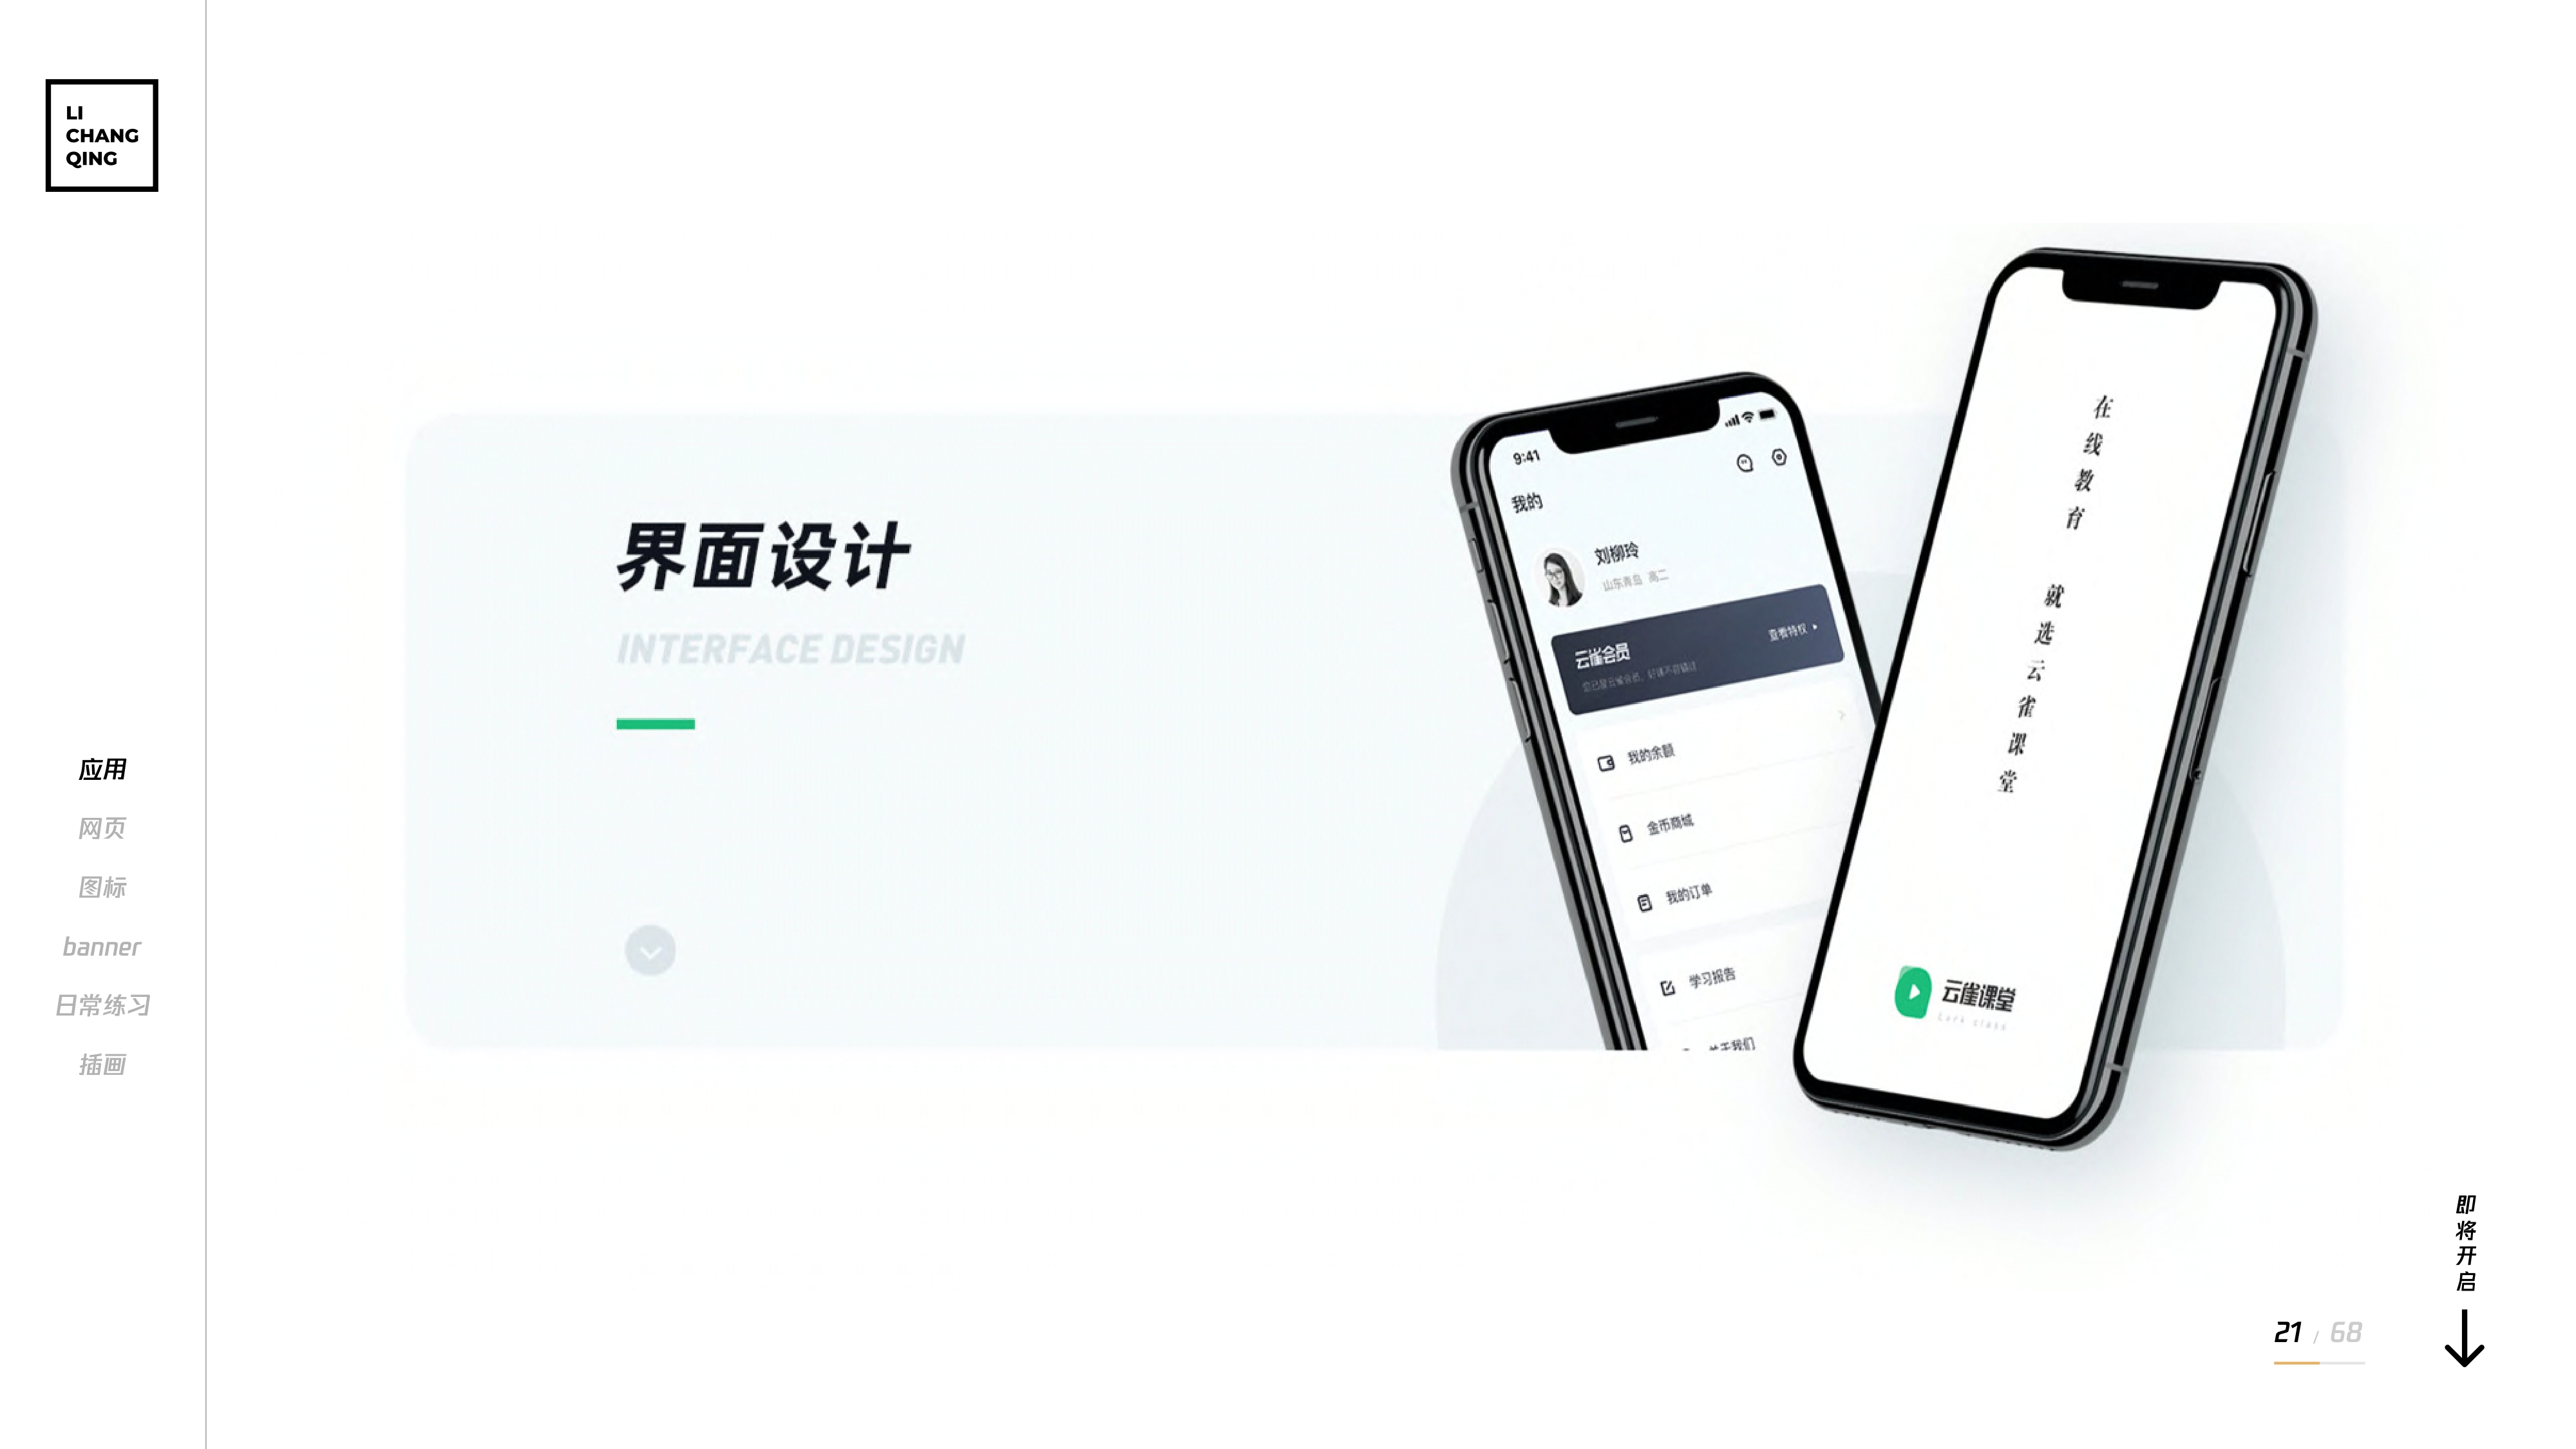 LI
CHANG
QING
应用
网页
图标
banner
日常练习
插画
界面设计
INTERFACE DESIGN
9:41
我的
刘柳玲
山东青岛 高二
云雀会员
查看特权
我的余额
金币商城
我的订单
学习报告
关于我们
在线教育
就选云雀课堂
云雀课堂
Lark class
即将开启
21 / 68